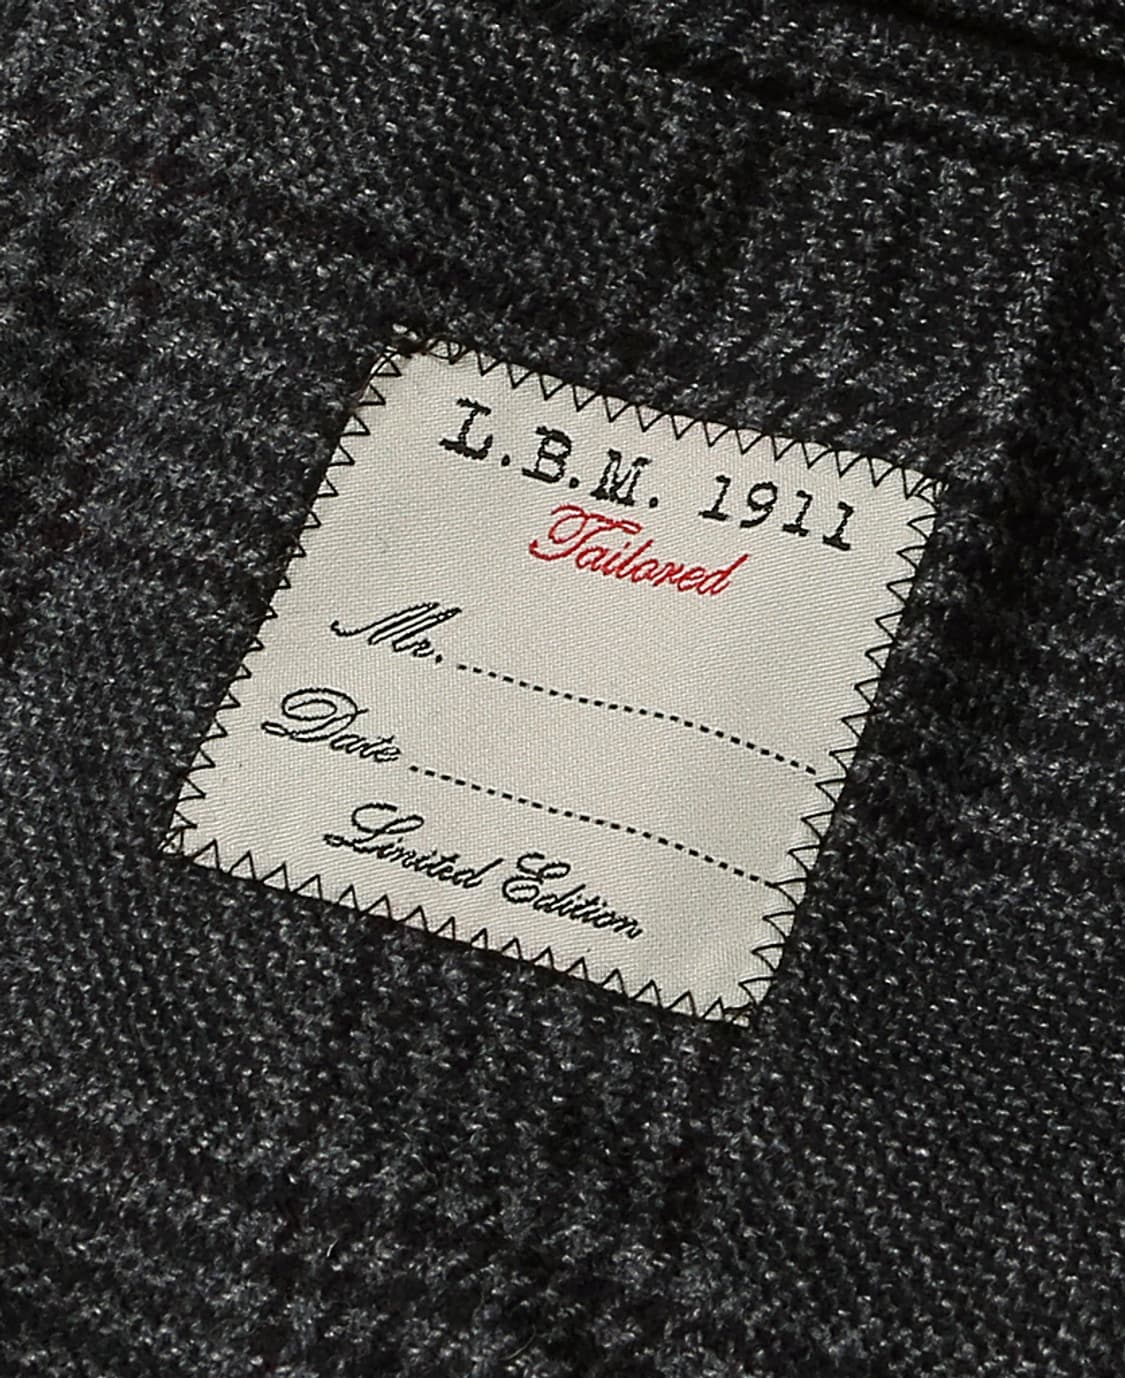 L.B.M. 1911
Tailored
Mr.
Date
Limited Edition